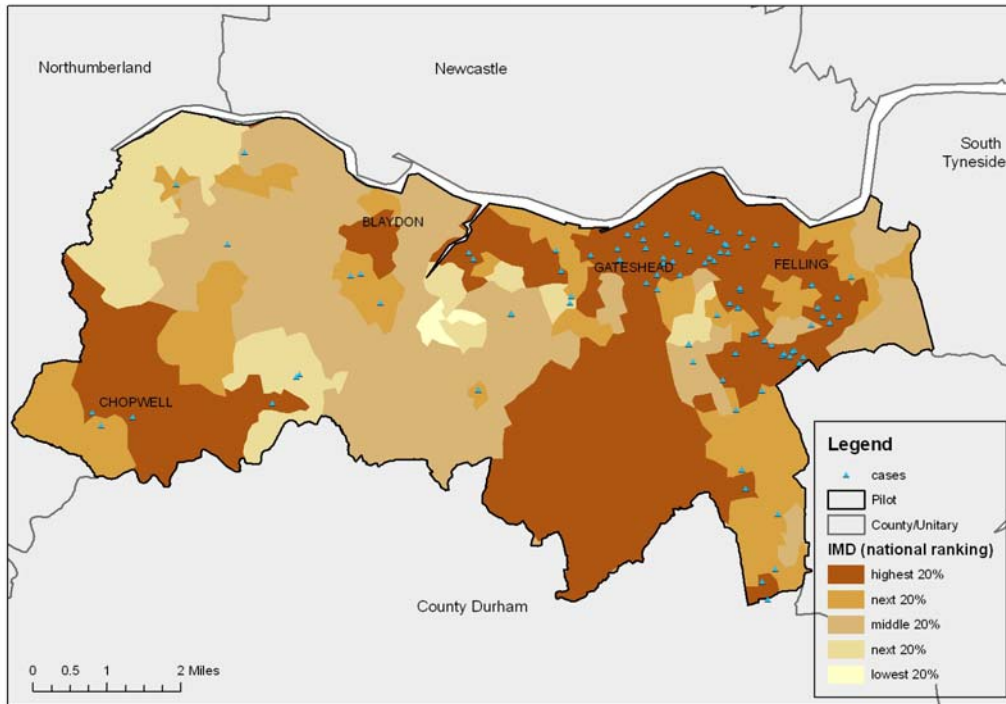 Northumberland
Newcastle
South
Tyneside
BLAYDON
GATESHEAD
FELLING
CHOPWELL
County Durham
0 0.5 1 2 Miles
Legend
cases
Pilot
County/Unitary
IMD (national ranking)
highest 20%
next 20%
middle 20%
next 20%
lowest 20%